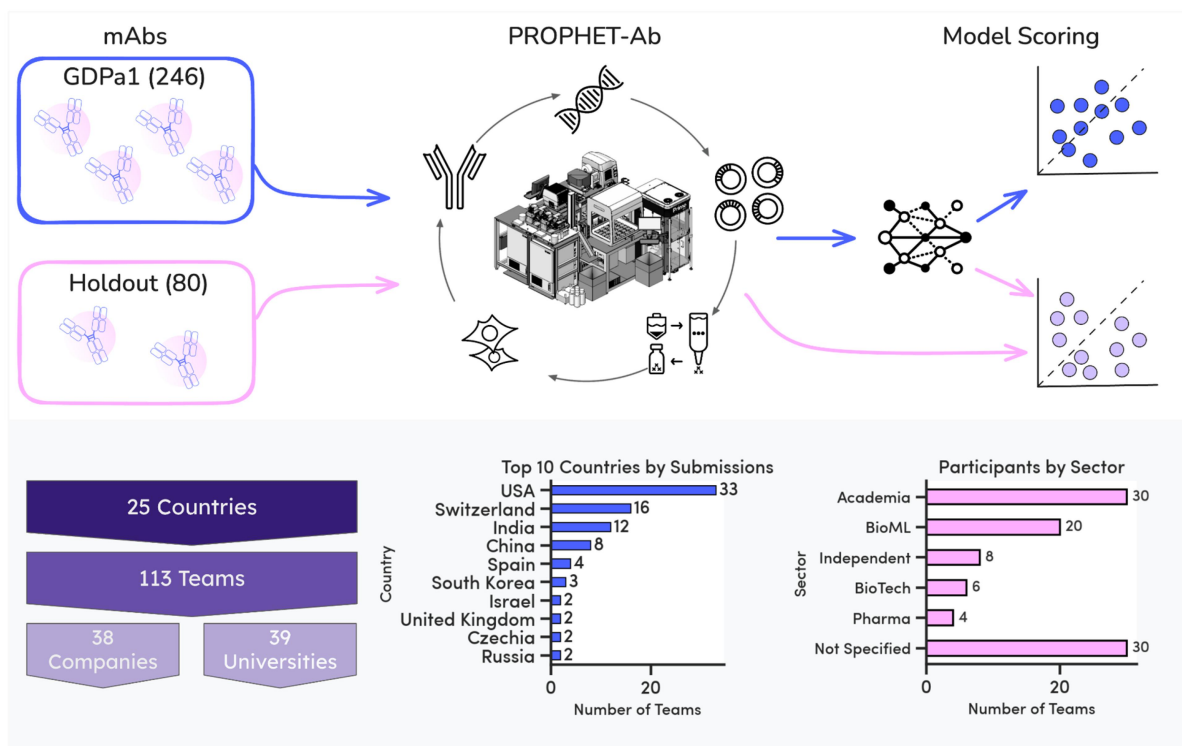 mAbs
GDPa1 (246)
Holdout (80)
PROPHET-Ab
Model Scoring
25 Countries
113 Teams
38
Companies
39
Universities
Top 10 Countries by Submissions
Country
USA 33
Switzerland 16
India 12
China 8
Spain 4
South Korea 3
Israel 2
United Kingdom 2
Czechia 2
Russia 2
0 20
Number of Teams
Participants by Sector
Sector
Academia 30
BioML 20
Independent 8
BioTech 6
Pharma 4
Not Specified 30
0 10 20 30
Number of Teams